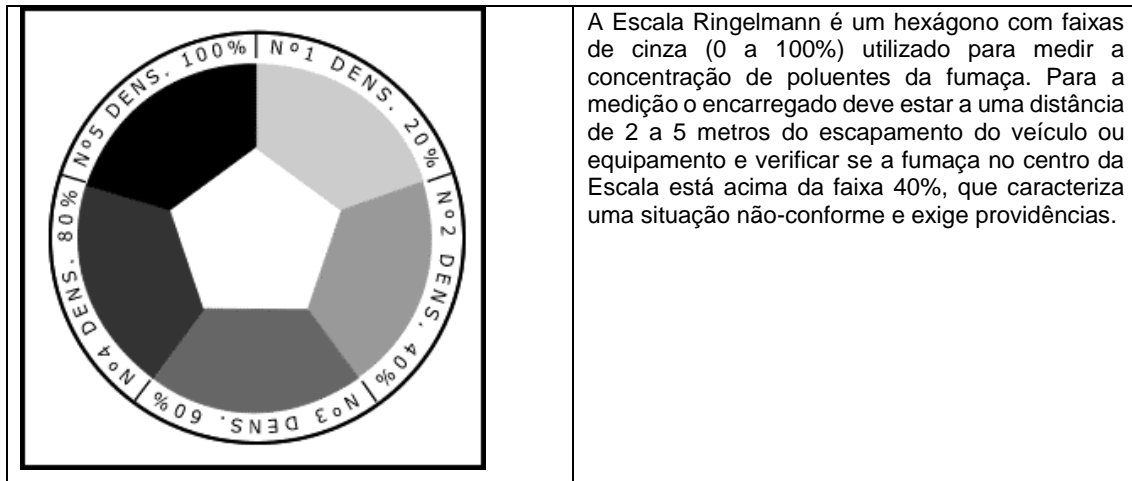 Nº1 DENS. 20%
Nº2 DENS. 40%
Nº3 DENS. 60%
Nº4 DENS. 80%
Nº5 DENS. 100%
A Escala Ringelmann é um hexágono com faixas
de cinza (0 a 100%) utilizado para medir a
concentração de poluentes da fumaça. Para a
medição o encarregado deve estar a uma distância
de 2 a 5 metros do escapamento do veículo ou
equipamento e verificar se a fumaça no centro da
Escala está acima da faixa 40%, que caracteriza
uma situação não-conforme e exige providências.